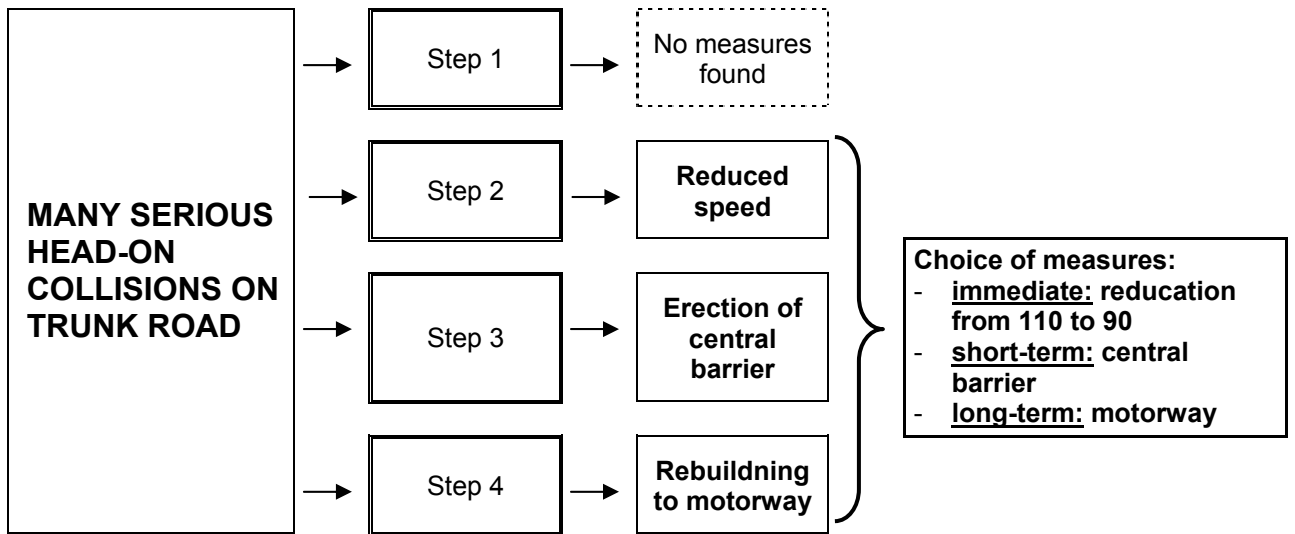 MANY SERIOUS
HEAD-ON
COLLISIONS ON
TRUNK ROAD
Step 1
No measures
found
Step 2
Reduced
speed
Step 3
Erection of
central
barrier
Step 4
Rebuildning
to motorway
Choice of measures:
- immediate: reducation
from 110 to 90
- short-term: central
barrier
- long-term: motorway